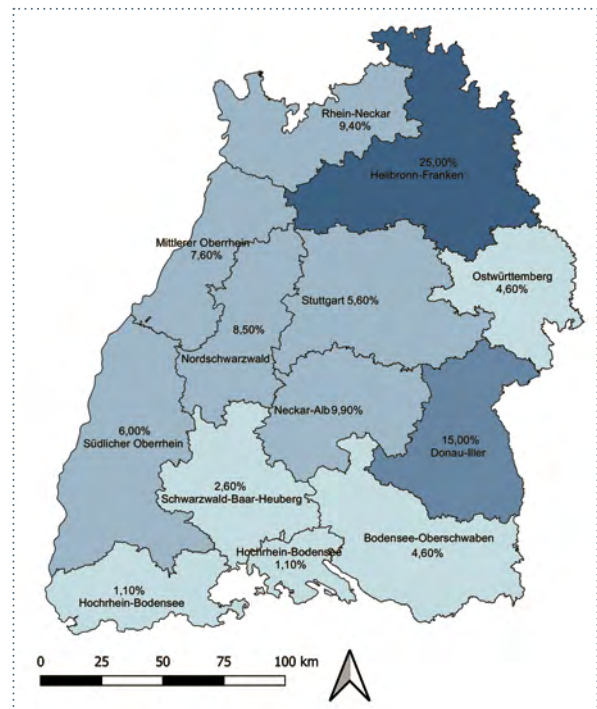 Rhein-Neckar
9,40%
25,00%
Heilbronn-Franken
Mittlerer Oberrhein
7,60%
Ostwürttemberg
4,60%
Stuttgart 5,60%
8,50%
Nordschwarzwald
Neckar-Alb 9,90%
6,00%
Südlicher Oberrhein
15,00%
Donau-Iller
2,60%
Schwarzwald-Baar-Heuberg
Bodensee-Oberschwaben
4,60%
Hochrhein-Bodensee
1,10%
1,10%
Hochrhein-Bodensee
0 25 50 75 100 km